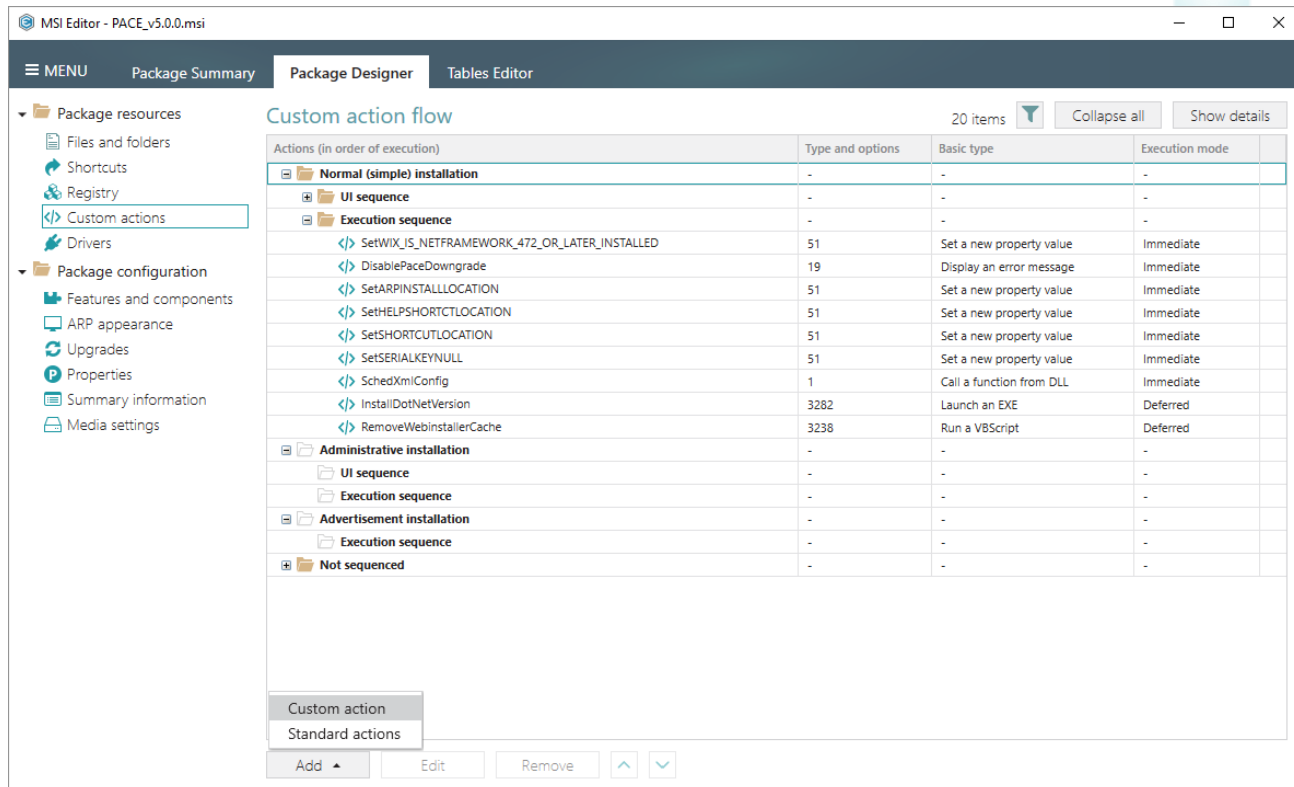 MSI Editor - PACE_v5.0.0.msi
MENU Package Summary Package Designer Tables Editor
Package resources
Files and folders
Shortcuts
Registry
Custom actions
Drivers
Package configuration
Features and components
ARP appearance
Upgrades
Properties
Summary information
Media settings
Custom action flow 20 items Collapse all Show details
Actions (in order of execution) Type and options Basic type Execution mode
Normal (simple) installation - - -
UI sequence - - -
Execution sequence - - -
SetWIX_IS_NETFRAMEWORK_472_OR_LATER_INSTALLED 51 Set a new property value Immediate
DisablePaceDowngrade 19 Display an error message Immediate
SetARPINSTALLLOCATION 51 Set a new property value Immediate
SetHELPSHORTCTLOCATION 51 Set a new property value Immediate
SetSHORTCUTLOCATION 51 Set a new property value Immediate
SetSERIALKEYNULL 51 Set a new property value Immediate
SchedXmlConfig 1 Call a function from DLL Immediate
InstallDotNetVersion 3282 Launch an EXE Deferred
RemoveWebinstallerCache 3238 Run a VBScript Deferred
Administrative installation - - -
UI sequence - - -
Execution sequence - - -
Advertisement installation - - -
Execution sequence - - -
Not sequenced - - -
Custom action
Standard actions
Add Edit Remove